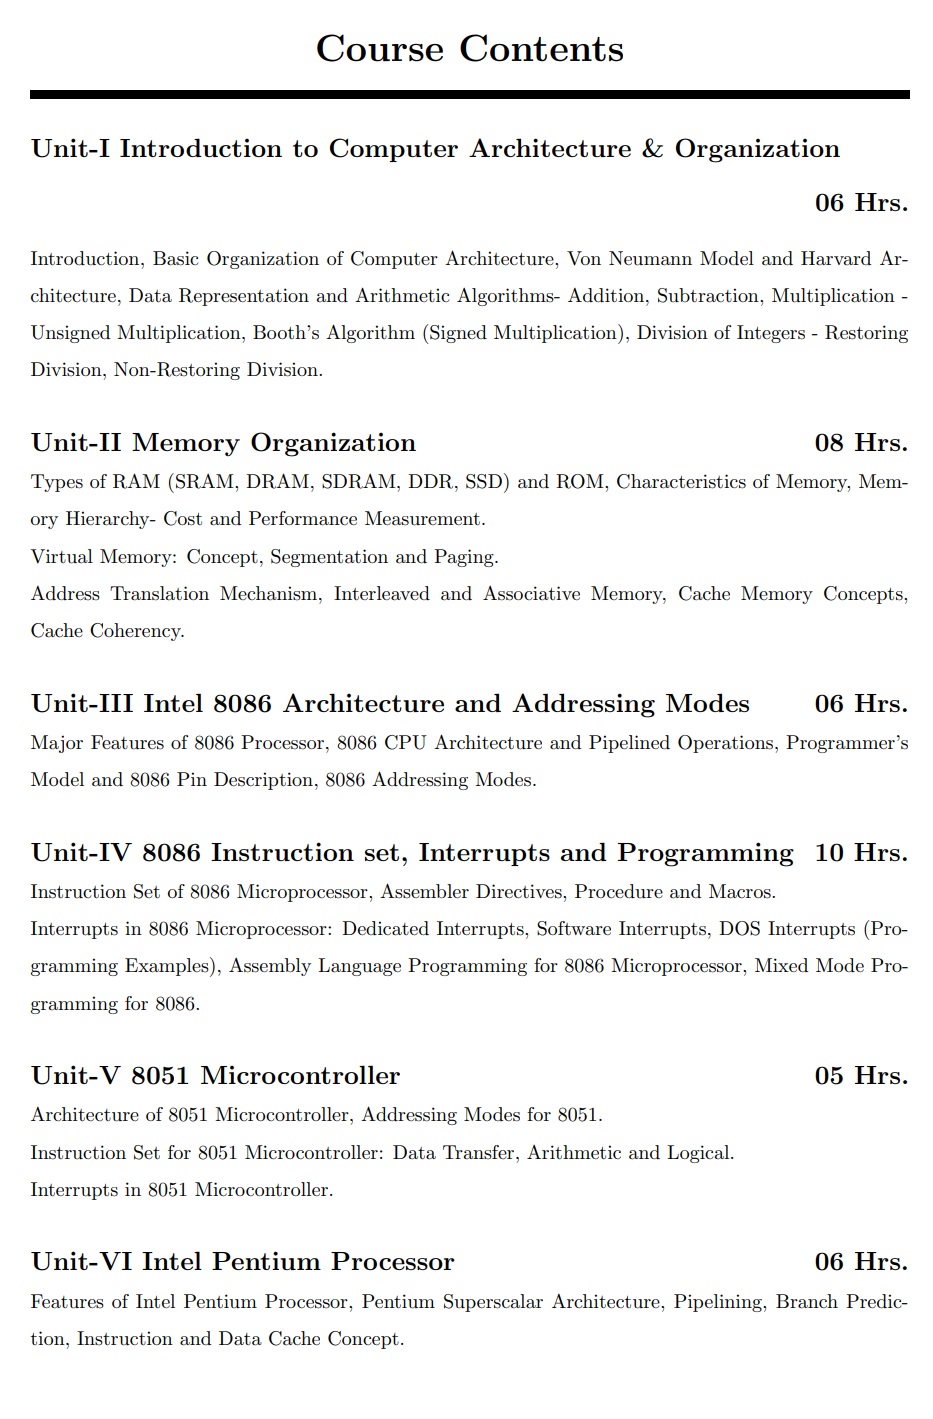 Course Contents
Unit-I Introduction to Computer Architecture & Organization
06 Hrs.
Introduction, Basic Organization of Computer Architecture, Von Neumann Model and Harvard Ar-
chitecture, Data Representation and Arithmetic Algorithms- Addition, Subtraction, Multiplication -
Unsigned Multiplication, Booth's Algorithm (Signed Multiplication), Division of Integers - Restoring
Division, Non-Restoring Division.
Unit-II Memory Organization 08 Hrs.
Types of RAM (SRAM, DRAM, SDRAM, DDR, SSD) and ROM, Characteristics of Memory, Mem-
ory Hierarchy- Cost and Performance Measurement.
Virtual Memory: Concept, Segmentation and Paging.
Address Translation Mechanism, Interleaved and Associative Memory, Cache Memory Concepts,
Cache Coherency.
Unit-III Intel 8086 Architecture and Addressing Modes 06 Hrs.
Major Features of 8086 Processor, 8086 CPU Architecture and Pipelined Operations, Programmer's
Model and 8086 Pin Description, 8086 Addressing Modes.
Unit-IV 8086 Instruction set, Interrupts and Programming 10 Hrs.
Instruction Set of 8086 Microprocessor, Assembler Directives, Procedure and Macros.
Interrupts in 8086 Microprocessor: Dedicated Interrupts, Software Interrupts, DOS Interrupts (Pro-
gramming Examples), Assembly Language Programming for 8086 Microprocessor, Mixed Mode Pro-
gramming for 8086.
Unit-V 8051 Microcontroller 05 Hrs.
Architecture of 8051 Microcontroller, Addressing Modes for 8051.
Instruction Set for 8051 Microcontroller: Data Transfer, Arithmetic and Logical.
Interrupts in 8051 Microcontroller.
Unit-VI Intel Pentium Processor 06 Hrs.
Features of Intel Pentium Processor, Pentium Superscalar Architecture, Pipelining, Branch Predic-
tion, Instruction and Data Cache Concept.